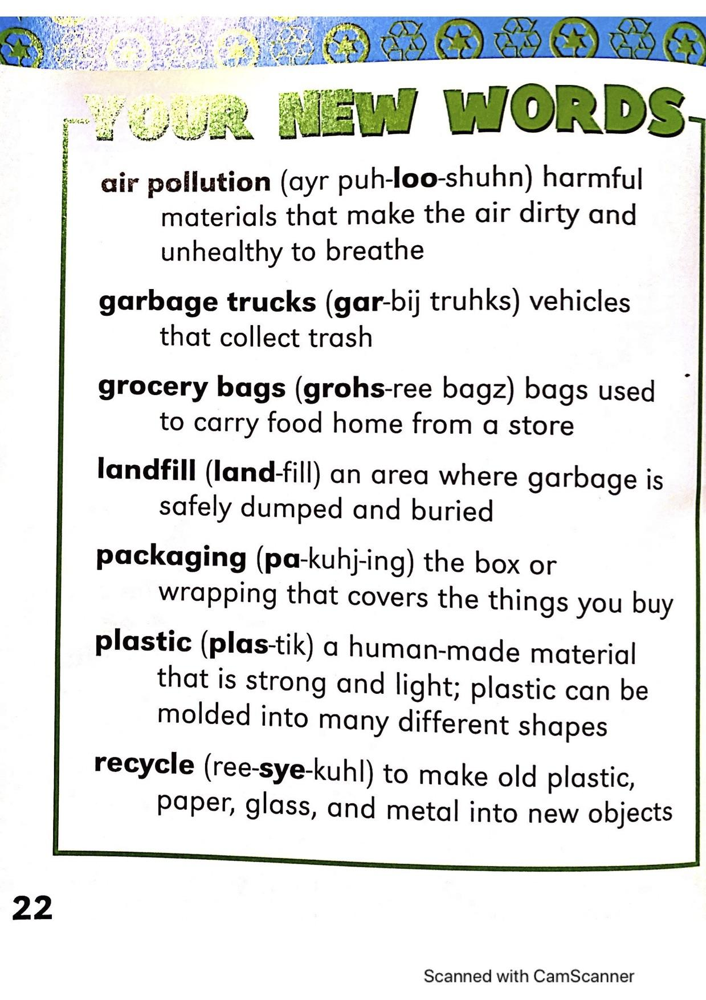 YOUR NEW WORDS
air pollution (ayr puh-loo-shuhn) harmful
materials that make the air dirty and
unhealthy to breathe
garbage trucks (gar-bij truhks) vehicles
that collect trash
grocery bags (grohs-ree bagz) bags used
to carry food home from a store
landfill (land-fill) an area where garbage is
safely dumped and buried
packaging (pa-kuhj-ing) the box or
wrapping that covers the things you buy
plastic (plas-tik) a human-made material
that is strong and light; plastic can be
molded into many different shapes
recycle (ree-sye-kuhl) to make old plastic,
paper, glass, and metal into new objects
22
Scanned with CamScanner